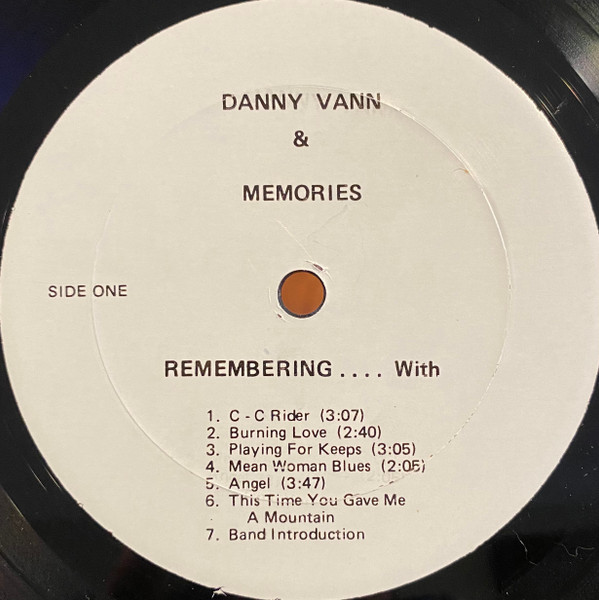 DANNY VANN
&
MEMORIES
SIDE ONE
REMEMBERING .... With
1. C - C Rider (3:07)
2. Burning Love (2:40)
3. Playing For Keeps (3:05)
4. Mean Woman Blues (2:05)
5. Angel (3:47)
6. This Time You Gave Me
A Mountain
7. Band Introduction